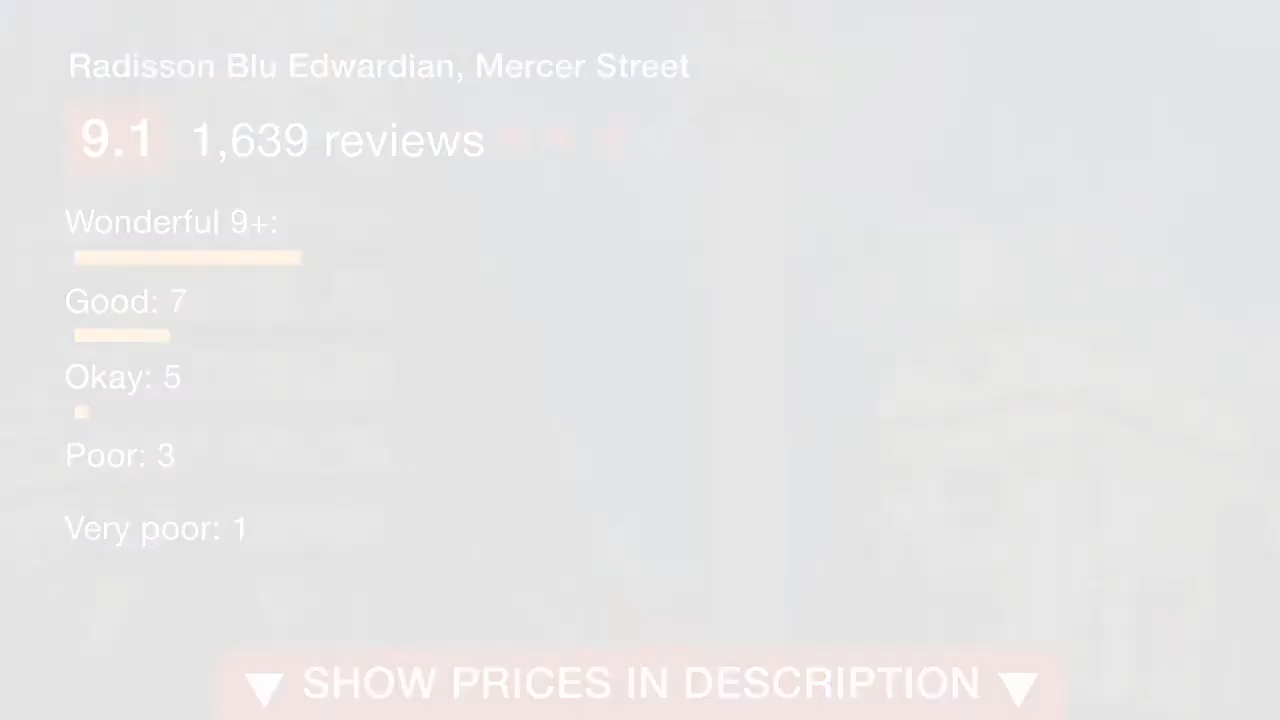 Radisson Blu Edwardian, Mercer Street
9.1 1,639 reviews
Wonderful 9+:
Good: 7
Okay: 5
Poor: 3
Very poor: 1
▼ SHOW PRICES IN DESCRIPTION ▼